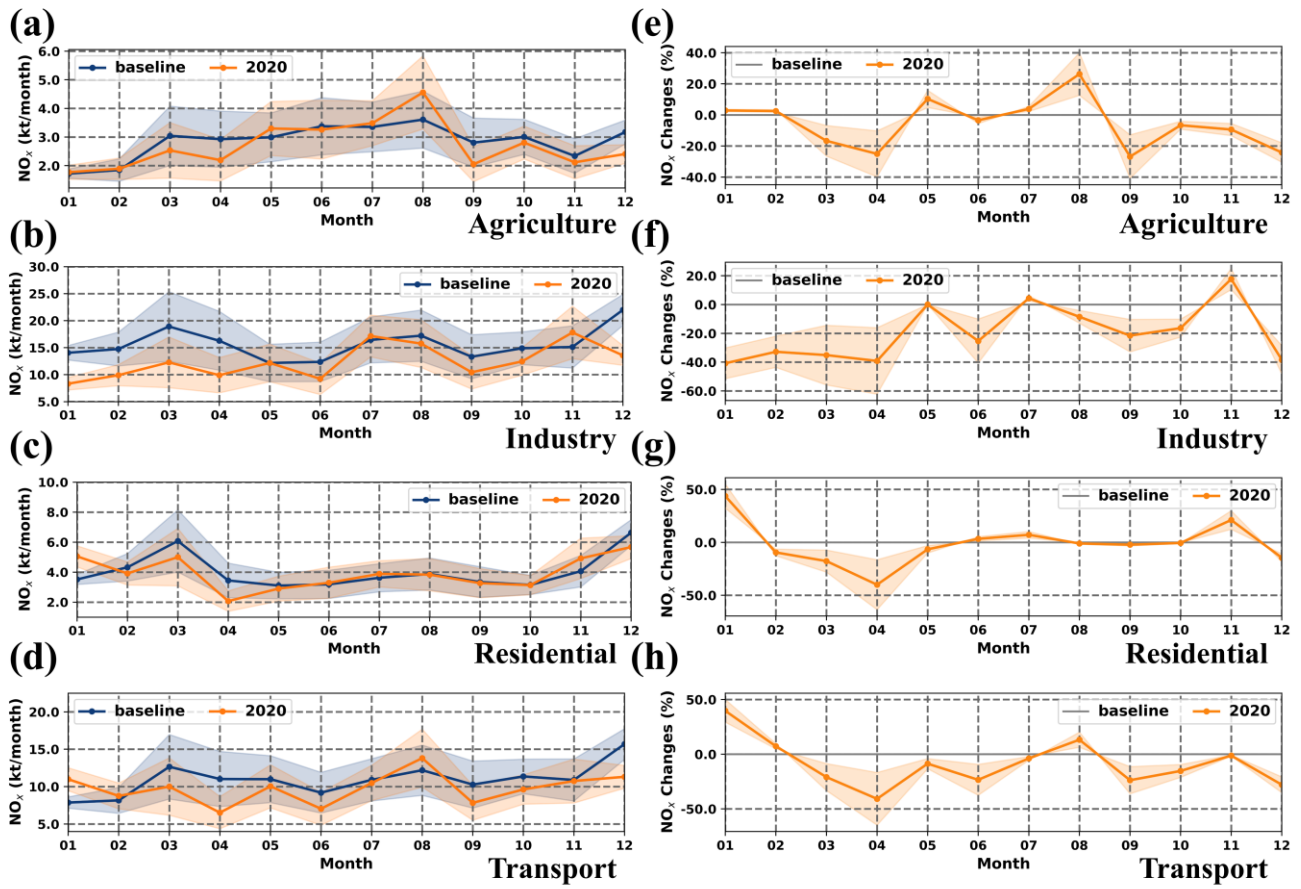 (a)
6.0
5.0
4.0
3.0
2.0
NOx (kt/month)
baseline 2020
01 02 03 04 05 06 07 08 09 10 11 12
Month
Agriculture
(e)
40.0
20.0
0.0
-20.0
-40.0
NOx Changes (%)
baseline 2020
01 02 03 04 05 06 07 08 09 10 11 12
Month
Agriculture
(b)
30.0
25.0
20.0
15.0
10.0
5.0
NOx (kt/month)
baseline 2020
01 02 03 04 05 06 07 08 09 10 11 12
Month
Industry
(f)
20.0
0.0
-20.0
-40.0
-60.0
NOx Changes (%)
baseline 2020
01 02 03 04 05 06 07 08 09 10 11 12
Month
Industry
(c)
10.0
8.0
6.0
4.0
2.0
NOx (kt/month)
baseline 2020
01 02 03 04 05 06 07 08 09 10 11 12
Month
Residential
(g)
50.0
0.0
-50.0
NOx Changes (%)
baseline 2020
01 02 03 04 05 06 07 08 09 10 11 12
Month
Residential
(d)
20.0
15.0
10.0
5.0
NOx (kt/month)
baseline 2020
01 02 03 04 05 06 07 08 09 10 11 12
Month
Transport
(h)
50.0
0.0
-50.0
NOx Changes (%)
baseline 2020
01 02 03 04 05 06 07 08 09 10 11 12
Month
Transport